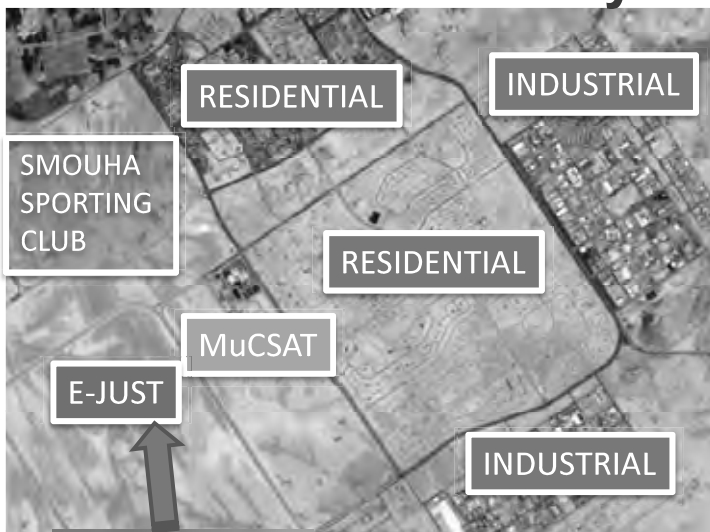 RESIDENTIAL
INDUSTRIAL
SMOUHA
SPORTING
CLUB
RESIDENTIAL
MuCSAT
E-JUST
INDUSTRIAL